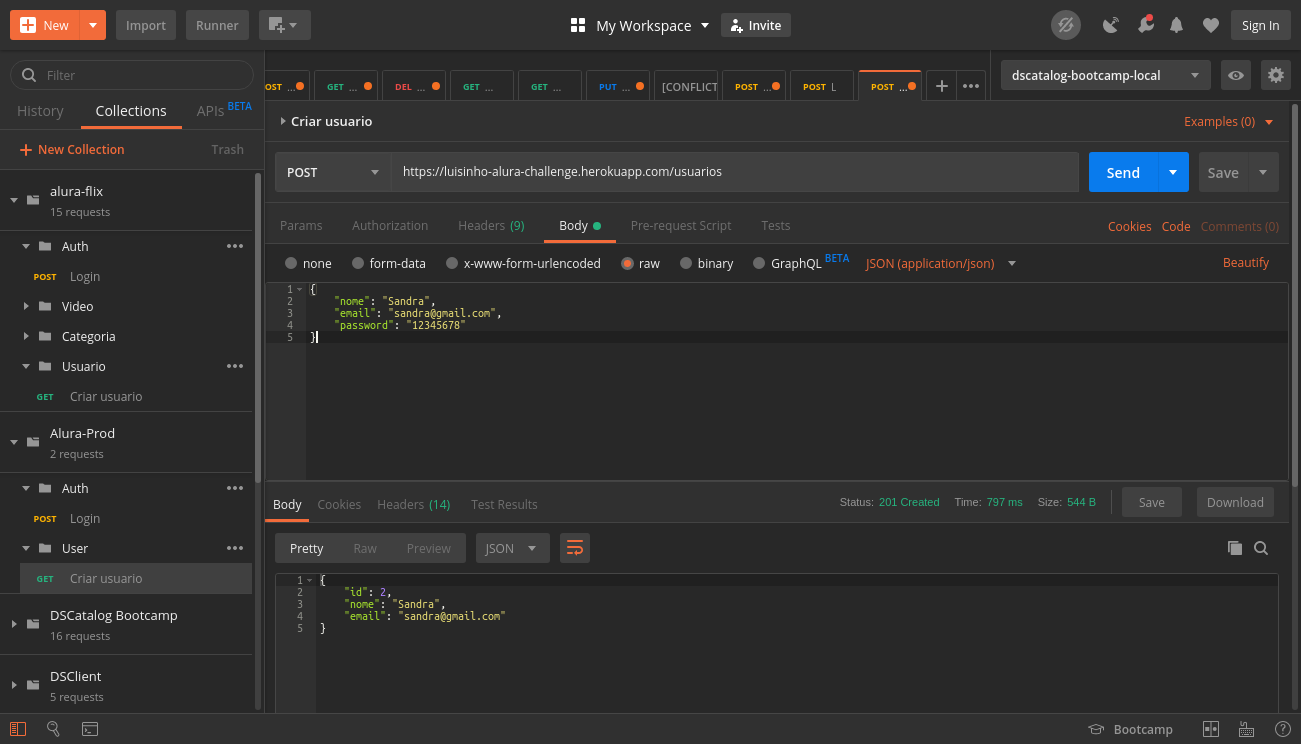 New
Import
Runner
My Workspace
Invite
Sign In
Filter
History
Collections
APIs BETA
New Collection
Trash
alura-flix
15 requests
Auth
POST Login
Video
Categoria
Usuario
GET Criar usuario
Alura-Prod
2 requests
Auth
POST Login
User
GET Criar usuario
DSCatalog Bootcamp
16 requests
DSClient
5 requests
OST ...
GET ...
DEL ...
GET ...
GET ...
PUT ...
[CONFLICT
POST ...
POST L
POST ...
dscatalog-bootcamp-local
Criar usuario
Examples (0)
POST
https://luisinho-alura-challenge.herokuapp.com/usuarios
Send
Save
Params
Authorization
Headers (9)
Body
Pre-request Script
Tests
Cookies
Code
Comments (0)
none
form-data
x-www-form-urlencoded
raw
binary
GraphQL BETA
JSON (application/json)
Beautify
1 {
2 "nome": "Sandra",
3 "email": "sandra@gmail.com",
4 "password": "12345678"
5 }
Body
Cookies
Headers (14)
Test Results
Status: 201 Created
Time: 797 ms
Size: 544 B
Save
Download
Pretty
Raw
Preview
JSON
1 {
2 "id": 2,
3 "nome": "Sandra",
4 "email": "sandra@gmail.com"
5 }
Bootcamp